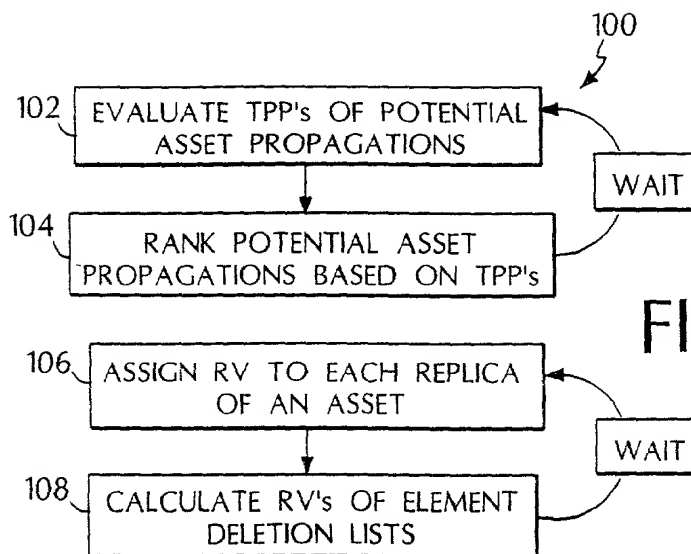 100
102
EVALUATE TPP's OF POTENTIAL
ASSET PROPAGATIONS
WAIT
104
RANK POTENTIAL ASSET
PROPAGATIONS BASED ON TPP's
FI
106
ASSIGN RV TO EACH REPLICA
OF AN ASSET
WAIT
108
CALCULATE RV's OF ELEMENT
DELETION LISTS